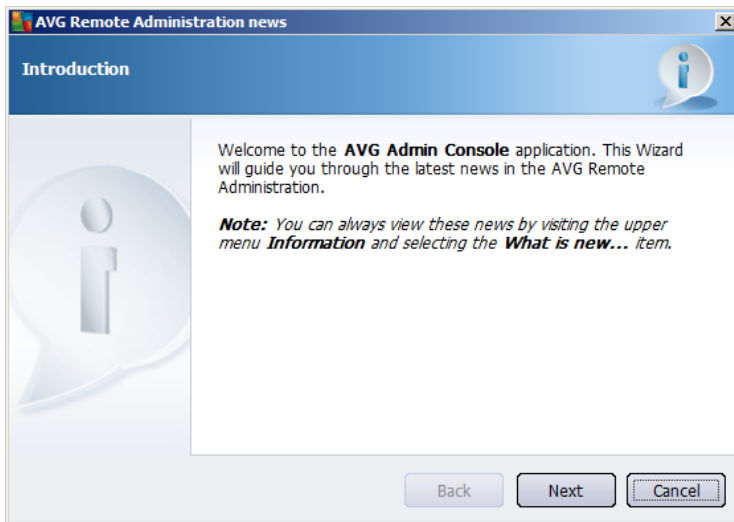 AVG Remote Administration news
Introduction
Welcome to the AVG Admin Console application. This Wizard
will guide you through the latest news in the AVG Remote
Administration.
Note: You can always view these news by visiting the upper
menu Information and selecting the What is new... item.
Back
Next
Cancel